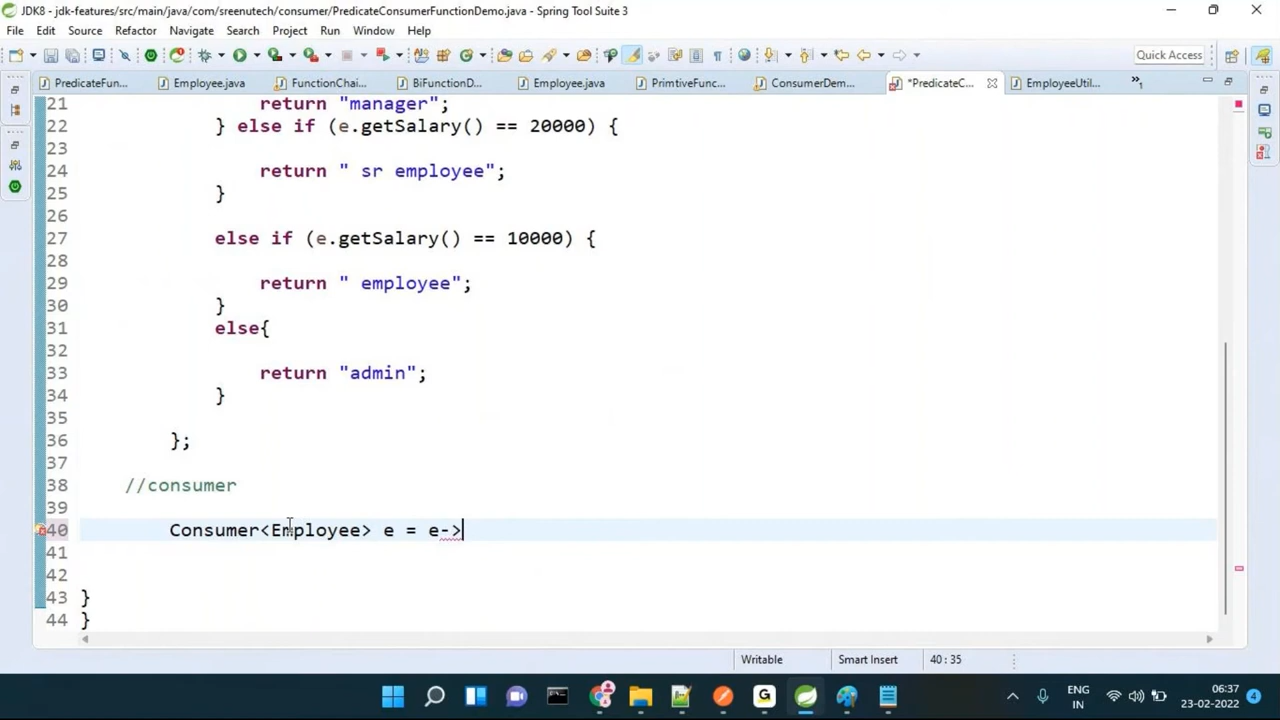 JDK8 - jdk-features/src/main/java/com/sreenutech/consumer/PredicateConsumerFunctionDemo.java - Spring Tool Suite 3
File Edit Source Refactor Navigate Search Project Run Window Help
Quick Access
PredicateFun... Employee.java FunctionChai... BiFunctionD... Employee.java PrimtiveFunc... ConsumerDem... *PredicateC... EmployeeUtil... »1
21 return "manager";
22 } else if (e.getSalary() == 20000) {
23
24 return " sr employee";
25 }
26
27 else if (e.getSalary() == 10000) {
28
29 return " employee";
30 }
31 else{
32
33 return "admin";
34 }
35
36 };
37
38 //consumer
39
40 Consumer<Employee> e = e->
41
42
43 }
44 }
Writable Smart Insert 40 : 35
ENG
IN
06:37
23-02-2022
4